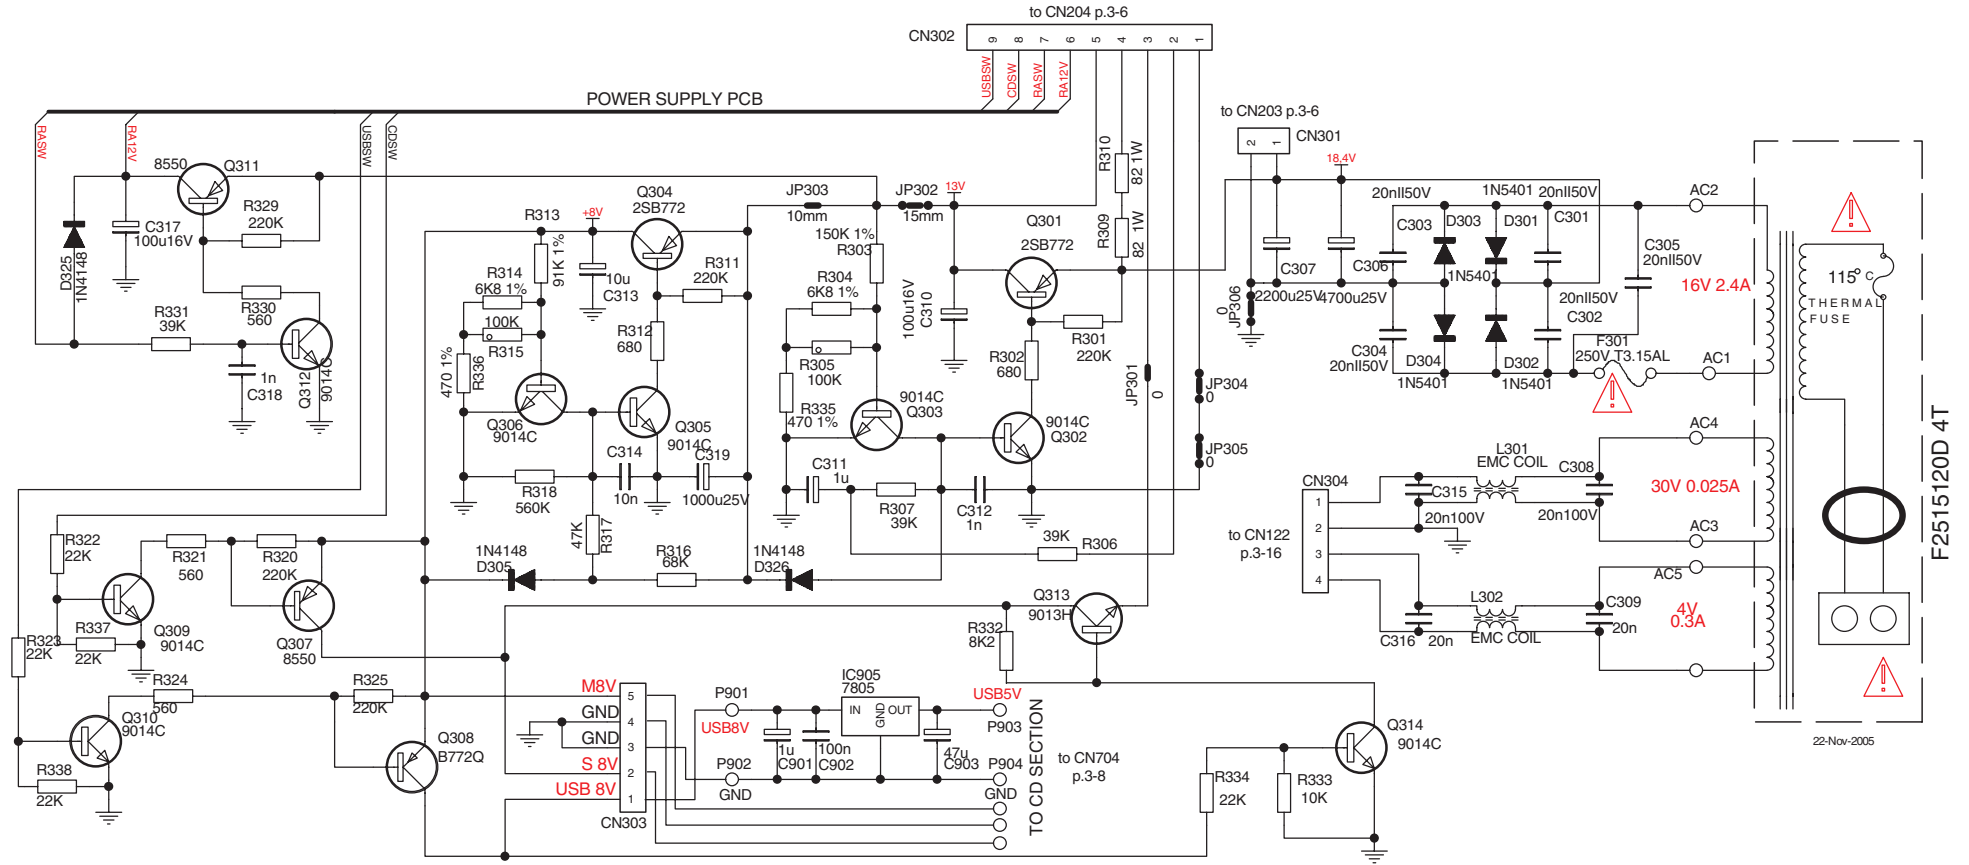 to CN204 p.3-6
CN302
9 8 7 6 5 4 3 2 1
USBSW
CDSW
RASW
RA12V
POWER SUPPLY PCB
RASW
RA12V
USBSW
CDSW
to CN203 p.3-6
CN301
2 1
8550
Q311
R329
220K
C317
100u16V
D325
1N4148
R330
560
R331
39K
1n
C318
Q312
9014C
R313
91K 1%
+8V
Q304
2SB772
R314
6K8 1%
10u
C313
R311
220K
100K
R315
R312
680
470 1%
R336
Q306
9014C
Q305
9014C
C314
10n
C319
1000u25V
R318
560K
47K
R317
1N4148
D305
R316
68K
1N4148
D326
JP303
10mm
JP302
15mm
13V
150K 1%
R303
R304
6K8 1%
R305
100K
R335
470 1%
9014C
Q303
C311
1u
R307
39K
C312
1n
100u16V
C310
Q301
2SB772
R302
680
R301
220K
9014C
Q302
39K
R306
R310
82 1W
R309
82 1W
JP301
0
JP304
0
JP305
0
JP306
0
C307
2200u25V
18,4V
C306
4700u25V
20nII50V
C303
D303
1N5401
D301
20nII50V
C301
1N5401
20nII50V
C302
C304
20nII50V
D304
1N5401
D302
1N5401
C305
20nII50V
F301
250V T3.15AL
AC2
16V 2.4A
AC1
115° C
THERMAL
FUSE
AC4
30V 0.025A
AC3
AC5
4V
0.3A
F2515120D 4T
22-Nov-2005
L301
EMC COIL
C308
20n100V
C315
20n100V
CN304
1
2
3
4
to CN122
p.3-16
L302
EMC COIL
C309
20n
C316
20n
R322
22K
R321
560
R320
220K
R323
22K
R337
22K
Q309
9014C
Q307
8550
R324
560
R325
220K
Q310
9014C
Q308
B772Q
R338
22K
M8V
GND
GND
S 8V
USB 8V
5
4
3
2
1
CN303
P901
USB8V
P902
GND
IC905
7805
IN
GND
OUT
1u
C901
100n
C902
47u
C903
USB5V
P903
P904
GND
TO CD SECTION
to CN704
p.3-8
Q313
9013H
R332
8K2
R334
22K
R333
10K
Q314
9014C